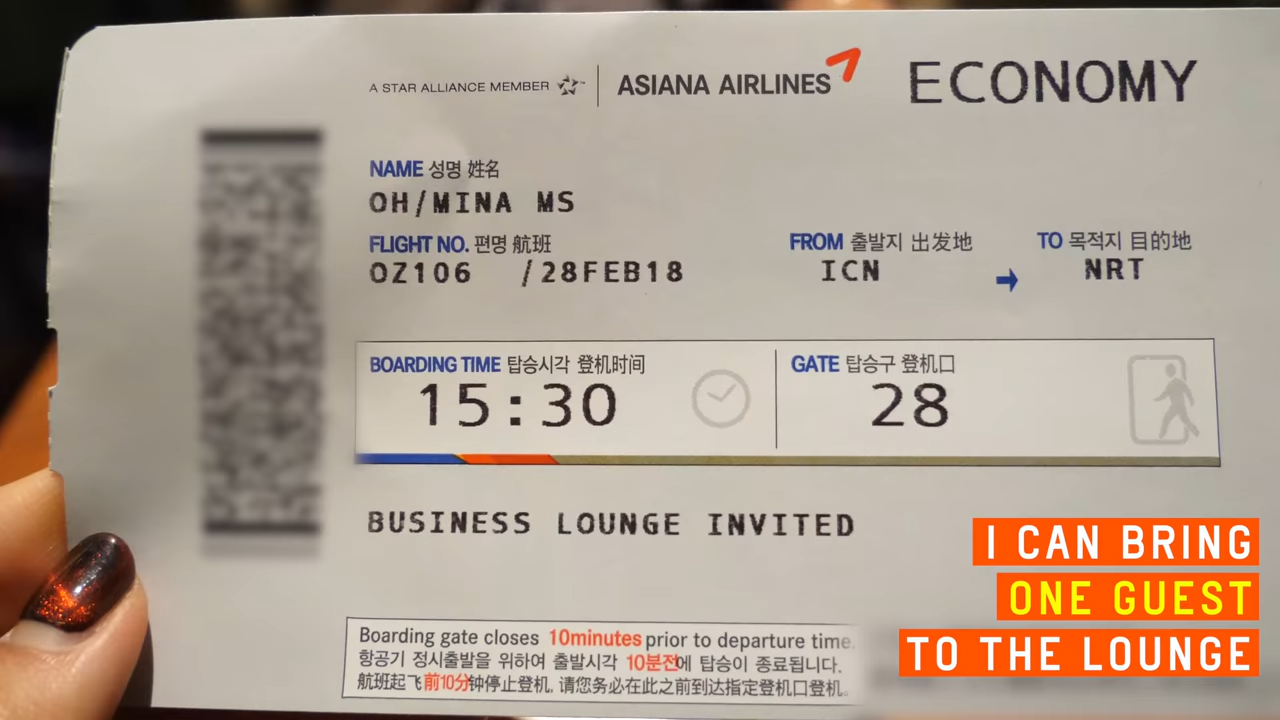 A STAR ALLIANCE MEMBER
ASIANA AIRLINES
ECONOMY
NAME 성명 姓名
OH/MINA MS
FLIGHT NO. 편명 航班
OZ106 /28FEB18
FROM 출발지 出发地
ICN
TO 목적지 目的地
NRT
BOARDING TIME 탑승시각 登机时间
15:30
GATE 탑승구 登机口
28
BUSINESS LOUNGE INVITED
Boarding gate closes 10minutes prior to departure time.
항공기 정시출발을 위하여 출발시각 10분전에 탑승이 종료됩니다.
航班起飞前10分钟停止登机, 请您务必在此之前到达指定登机口登机。
I CAN BRING
ONE GUEST
TO THE LOUNGE